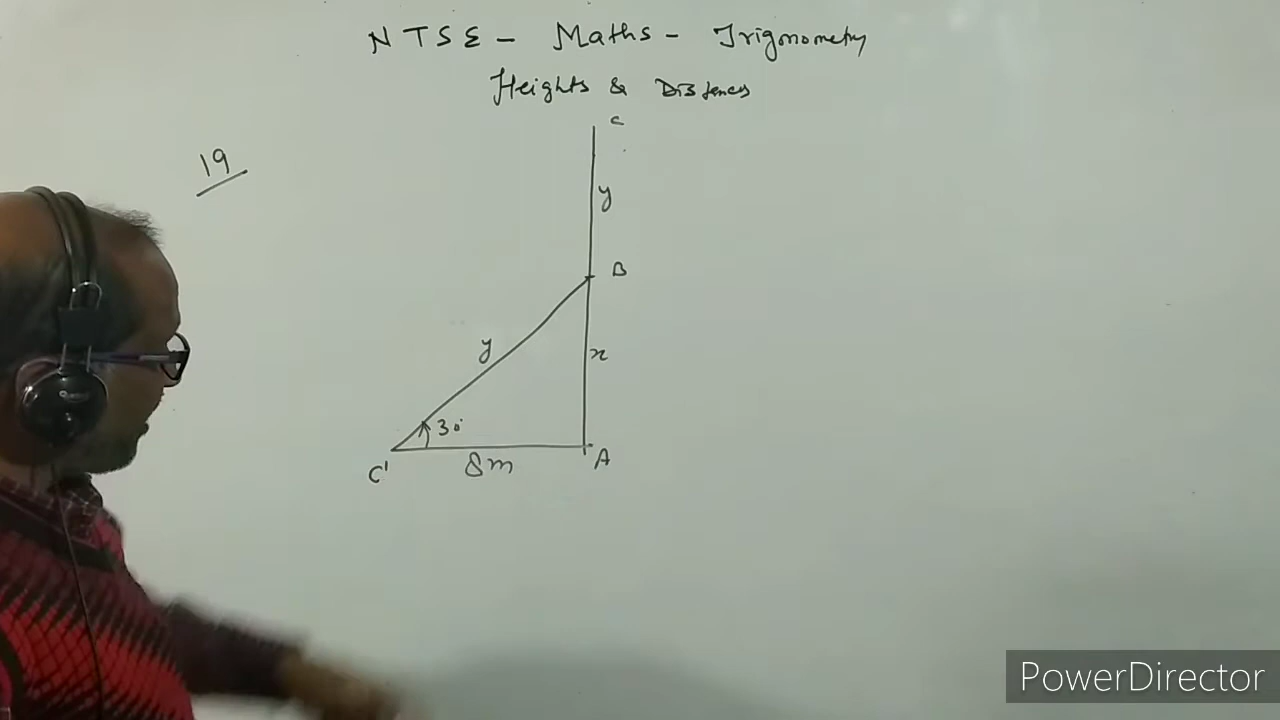 NTSE - Maths - Trigonometry
Heights & Distances
19
C
y
B
y
x
30°
C' 8m A
PowerDirector